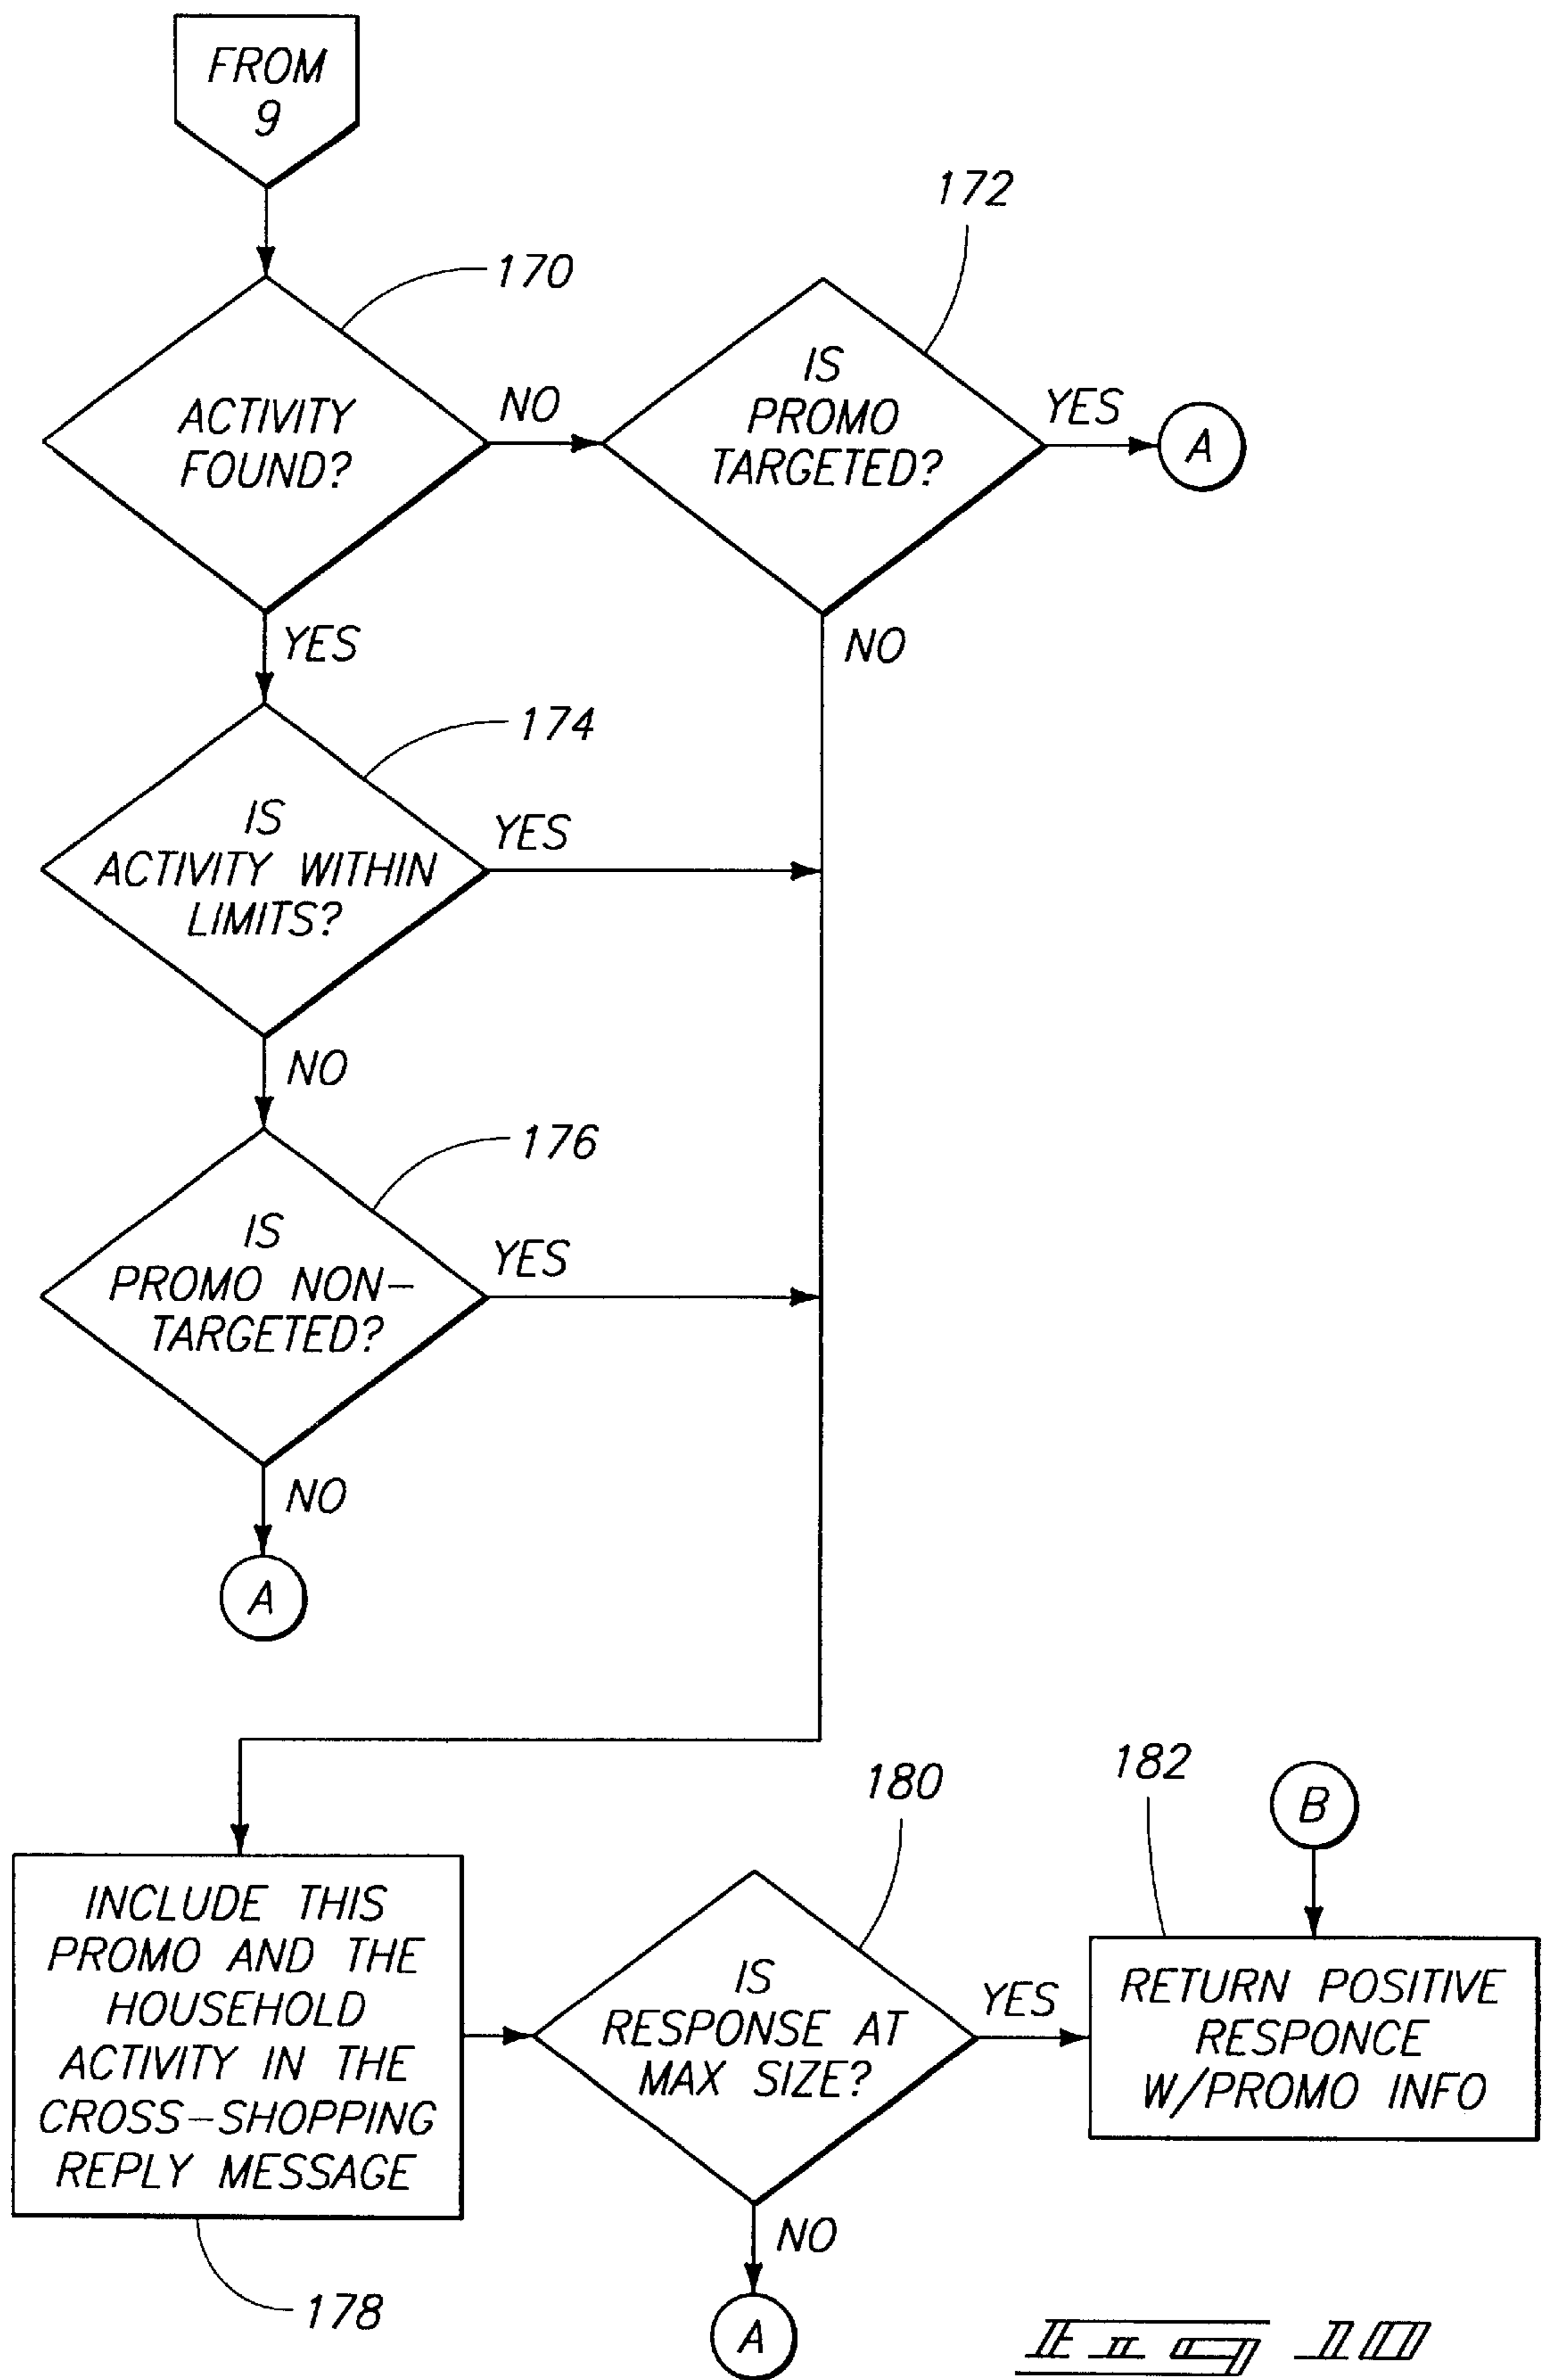 FROM
9
170
172
ACTIVITY
FOUND?
NO
IS
PROMO
TARGETED?
YES
A
YES
NO
174
IS
ACTIVITY WITHIN
LIMITS?
YES
NO
176
IS
PROMO NON-
TARGETED?
YES
NO
A
INCLUDE THIS
PROMO AND THE
HOUSEHOLD
ACTIVITY IN THE
CROSS-SHOPPING
REPLY MESSAGE
178
180
IS
RESPONSE AT
MAX SIZE?
YES
NO
A
182
B
RETURN POSITIVE
RESPONCE
W/PROMO INFO
Fig 10